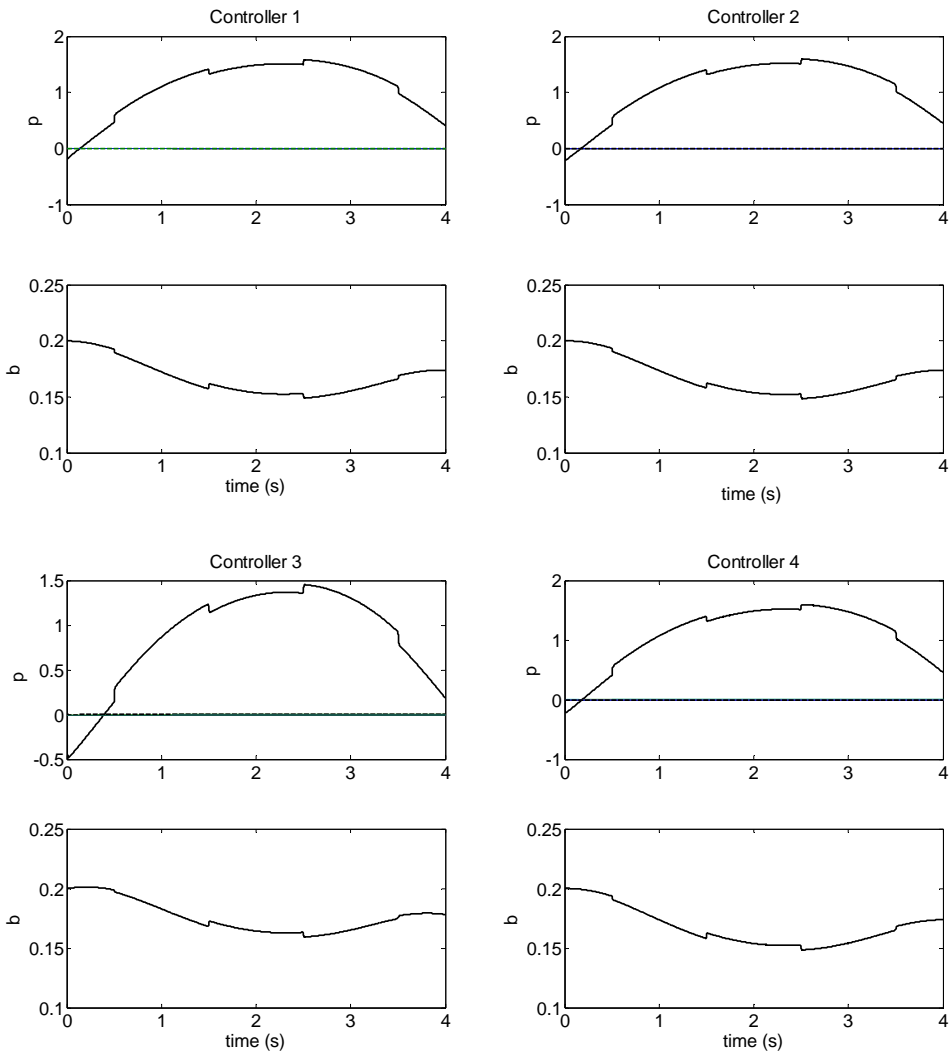 Controller 1
2
1
0
-1
p
0 1 2 3 4
0.25
0.2
0.15
0.1
b
0 1 2 3 4
time (s)
Controller 2
2
1
0
-1
p
0 1 2 3 4
0.25
0.2
0.15
0.1
b
0 1 2 3 4
time (s)
Controller 3
1.5
1
0.5
0
-0.5
p
0 1 2 3 4
0.25
0.2
0.15
0.1
b
0 1 2 3 4
time (s)
Controller 4
2
1
0
-1
p
0 1 2 3 4
0.25
0.2
0.15
0.1
b
0 1 2 3 4
time (s)